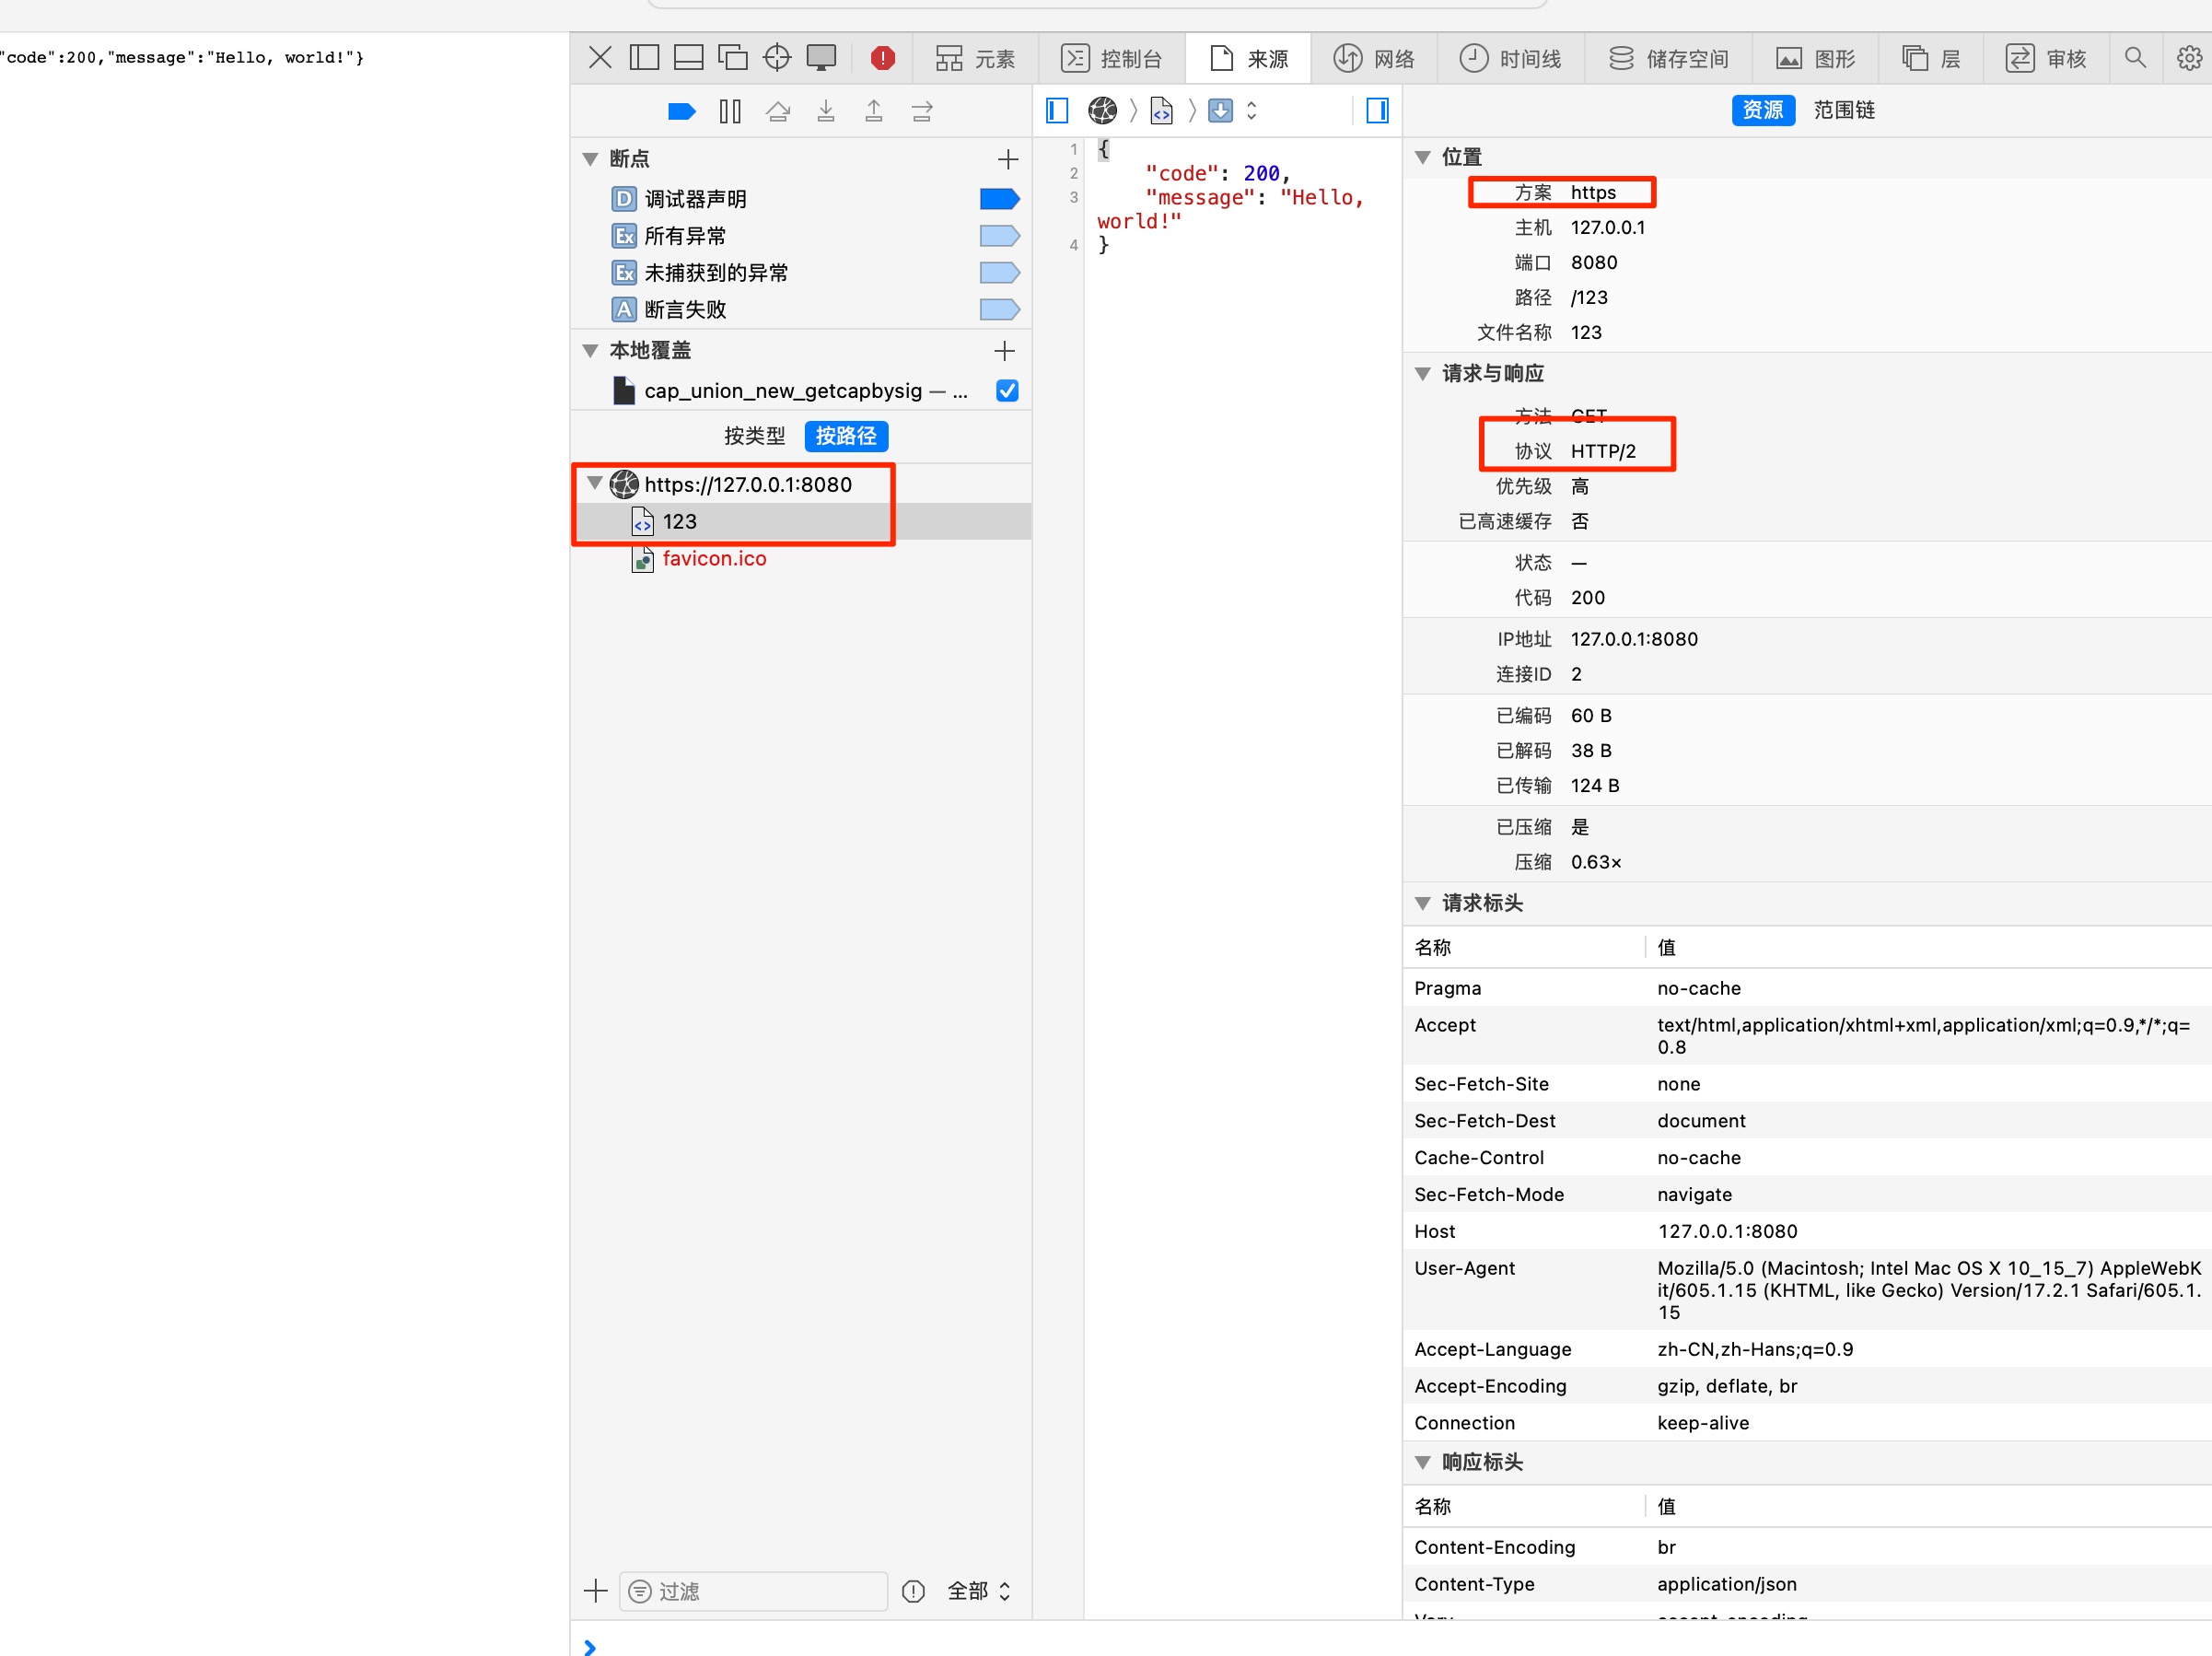 "code":200,"message":"Hello, world!"}
元素
控制台
来源
网络
时间线
储存空间
图形
层
审核
断点
D 调试器声明
Ex 所有异常
Ex 未捕获到的异常
A 断言失败
本地覆盖
cap_union_new_getcapbysig — ...
按类型 按路径
https://127.0.0.1:8080
123
favicon.ico
过滤
全部
1 {
2 "code": 200,
3 "message": "Hello,
world!"
4 }
资源 范围链
位置
方案 https
主机 127.0.0.1
端口 8080
路径 /123
文件名称 123
请求与响应
方法 GET
协议 HTTP/2
优先级 高
已高速缓存 否
状态 —
代码 200
IP地址 127.0.0.1:8080
连接ID 2
已编码 60 B
已解码 38 B
已传输 124 B
已压缩 是
压缩 0.63×
请求标头
名称 值
Pragma no-cache
Accept text/html,application/xhtml+xml,application/xml;q=0.9,*/*;q=
0.8
Sec-Fetch-Site none
Sec-Fetch-Dest document
Cache-Control no-cache
Sec-Fetch-Mode navigate
Host 127.0.0.1:8080
User-Agent Mozilla/5.0 (Macintosh; Intel Mac OS X 10_15_7) AppleWebK
it/605.1.15 (KHTML, like Gecko) Version/17.2.1 Safari/605.1.
15
Accept-Language zh-CN,zh-Hans;q=0.9
Accept-Encoding gzip, deflate, br
Connection keep-alive
响应标头
名称 值
Content-Encoding br
Content-Type application/json
Vary accept-encoding